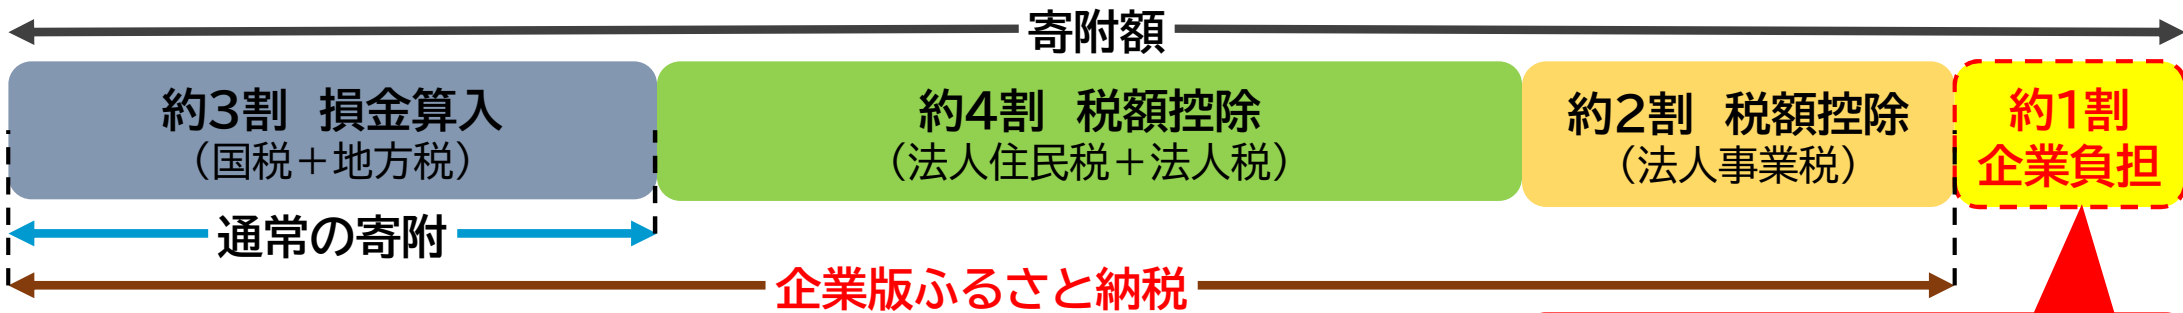 寄附額
約3割　損金算入
（国税＋地方税）
約4割　税額控除
（法人住民税＋法人税）
約2割　税額控除
（法人事業税）
約1割
企業負担
通常の寄附
企業版ふるさと納税